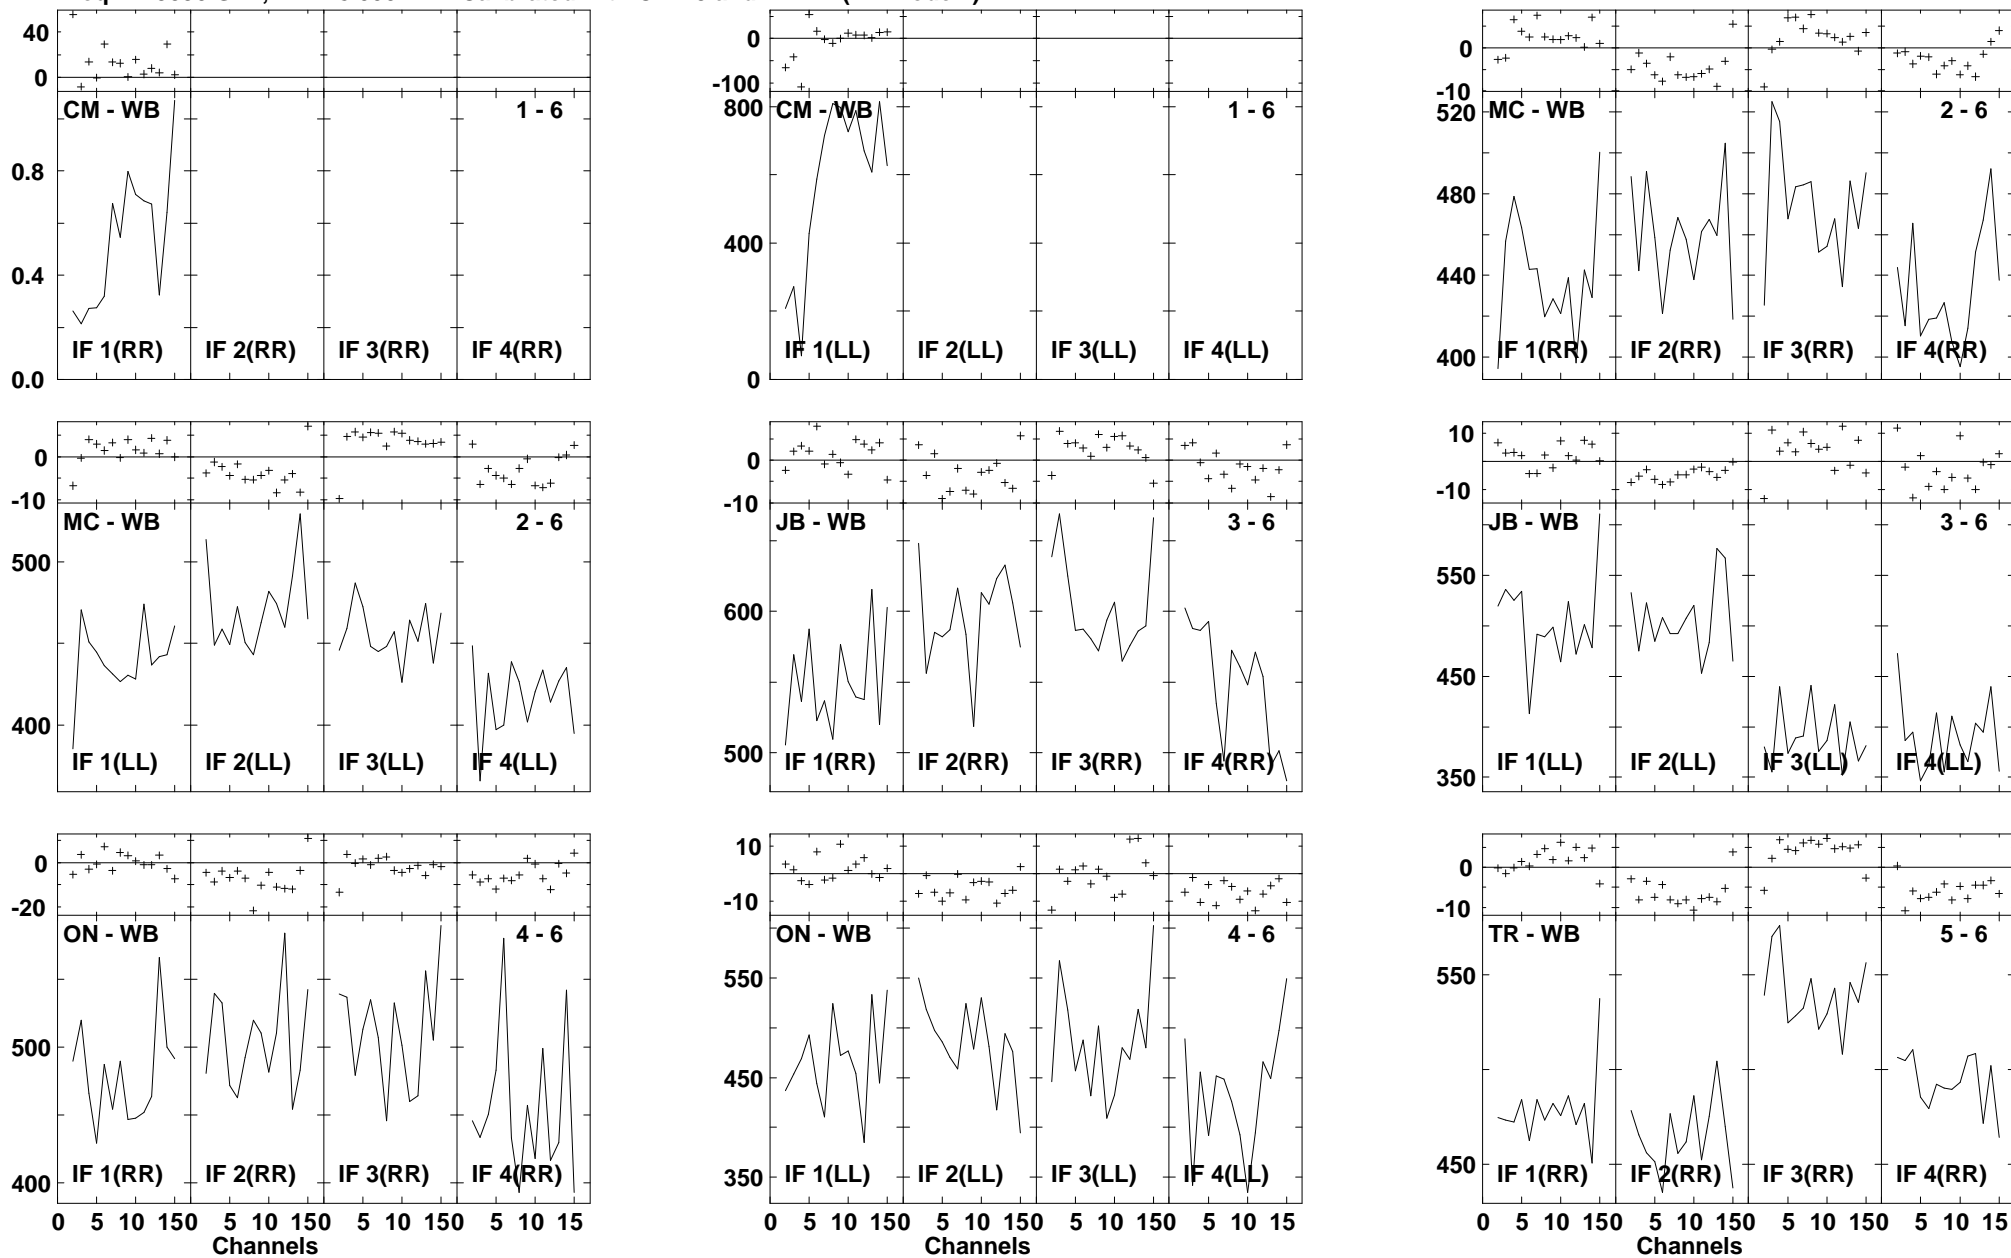 40
0
CM - WB 1 - 6
0.8
0.4
0.0
IF 1(RR) IF 2(RR) IF 3(RR) IF 4(RR)
0
-100
800
CM - WB 1 - 6
400
0
IF 1(LL) IF 2(LL) IF 3(LL) IF 4(LL)
0
-10
520
MC - WB 2 - 6
480
440
400
IF 1(RR) IF 2(RR) IF 3(RR) IF 4(RR)
0
-10
MC - WB 2 - 6
500
400
IF 1(LL) IF 2(LL) IF 3(LL) IF 4(LL)
0
-10
JB - WB 3 - 6
600
500
IF 1(RR) IF 2(RR) IF 3(RR) IF 4(RR)
10
-10
JB - WB 3 - 6
550
450
350
IF 1(LL) IF 2(LL) IF 3(LL) IF 4(LL)
0
-20
ON - WB 4 - 6
500
400
IF 1(RR) IF 2(RR) IF 3(RR) IF 4(RR)
0 5 10 150 5 10 150 5 10 150 5 10 15
Channels
10
-10
ON - WB 4 - 6
550
450
350
IF 1(LL) IF 2(LL) IF 3(LL) IF 4(LL)
0 5 10 150 5 10 150 5 10 150 5 10 15
Channels
0
-10
TR - WB 5 - 6
550
450
IF 1(RR) IF 2(RR) IF 3(RR) IF 4(RR)
0 5 10 150 5 10 150 5 10 150 5 10 15
Channels